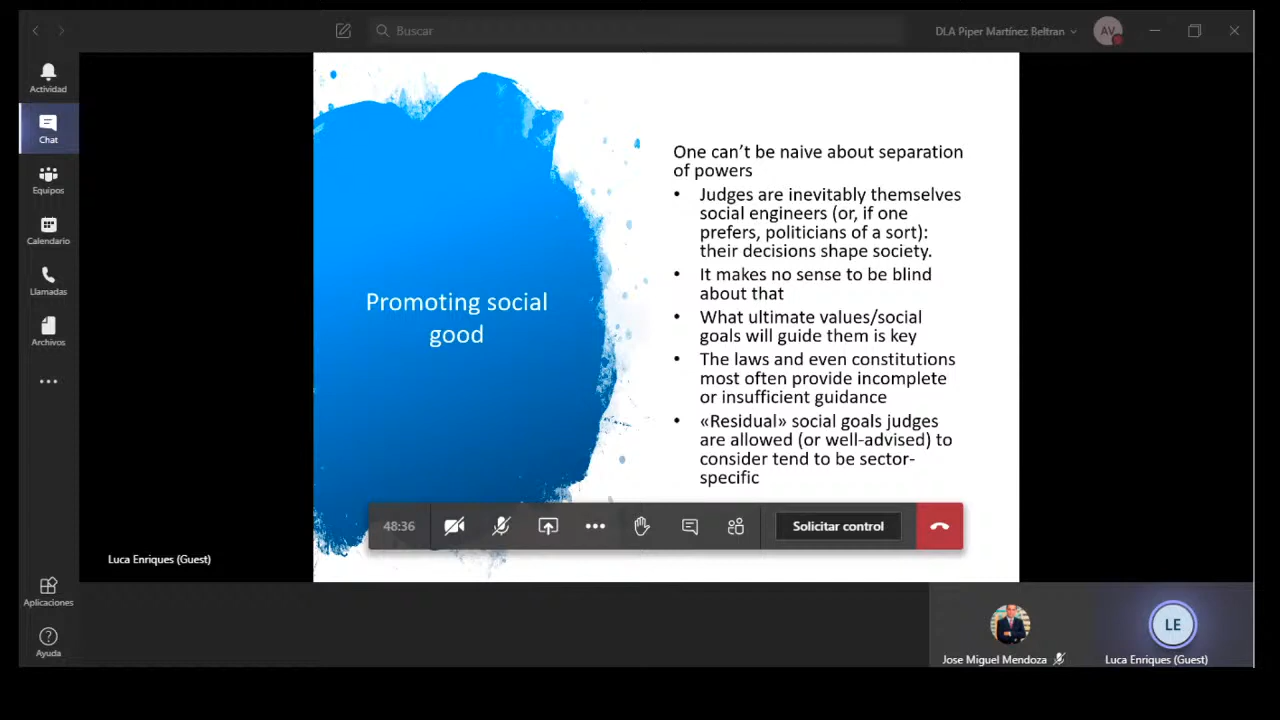 Buscar
DLA Piper Martínez Beltran
AV
Actividad
Chat
Equipos
Calendario
Llamadas
Archivos
Aplicaciones
Ayuda
Promoting social
good
One can't be naive about separation
of powers
• Judges are inevitably themselves
social engineers (or, if one
prefers, politicians of a sort):
their decisions shape society.
• It makes no sense to be blind
about that
• What ultimate values/social
goals will guide them is key
• The laws and even constitutions
most often provide incomplete
or insufficient guidance
• «Residual» social goals judges
are allowed (or well-advised) to
consider tend to be sector-
specific
48:36
Solicitar control
Luca Enriques (Guest)
LE
Jose Miguel Mendoza
Luca Enriques (Guest)